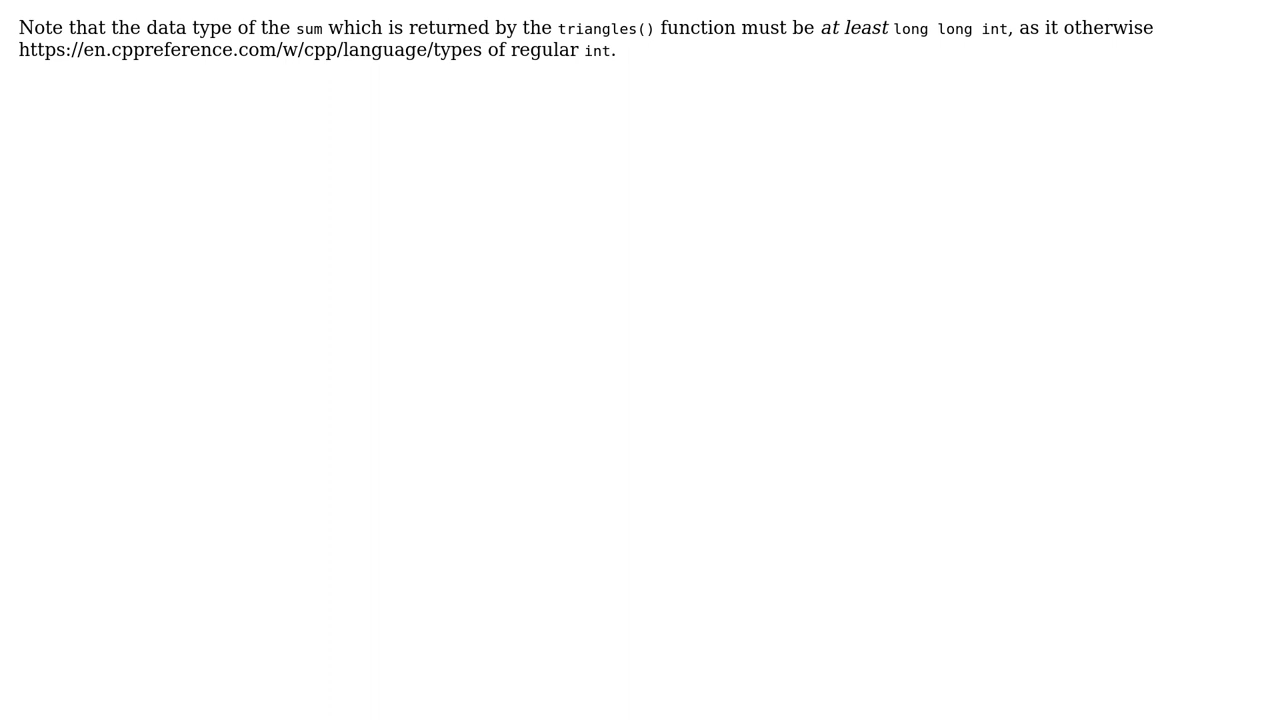 Note that the data type of the sum which is returned by the triangles() function must be at least long long int, as it otherwise
https://en.cppreference.com/w/cpp/language/types of regular int.